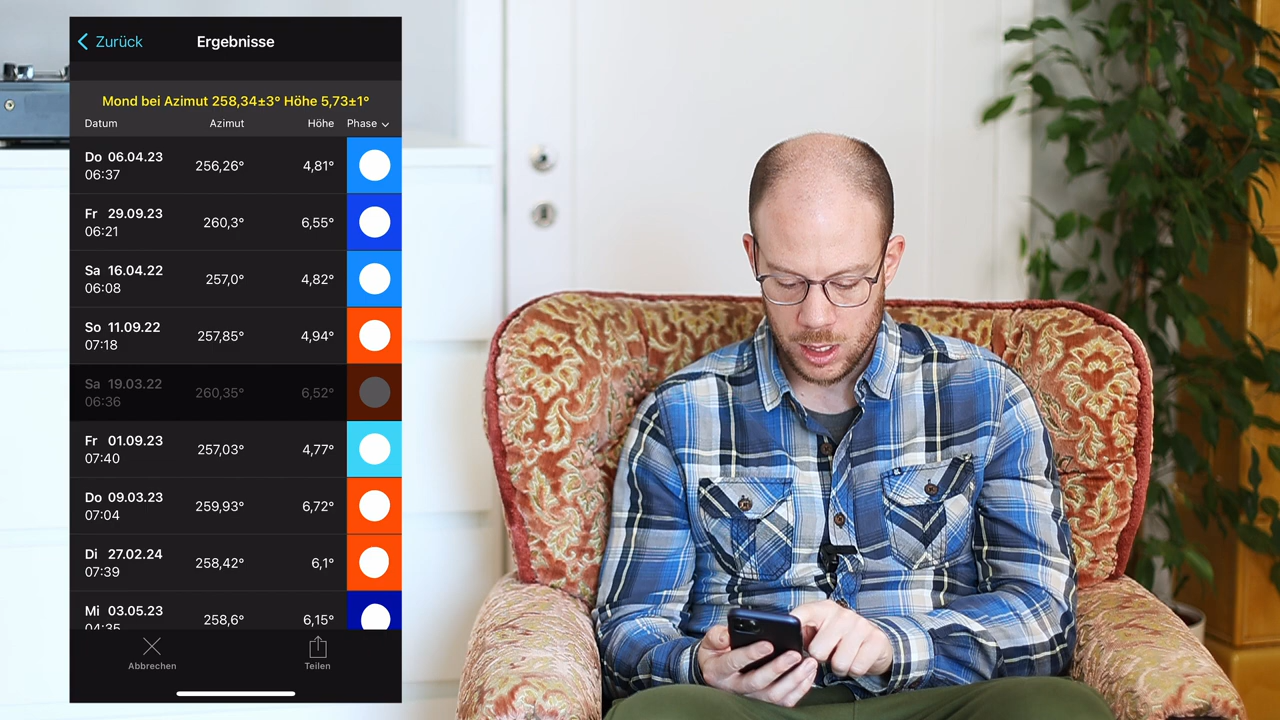 Zurück Ergebnisse
Mond bei Azimut 258,34±3° Höhe 5,73±1°
Datum Azimut Höhe Phase
Do 06.04.23
06:37 256,26° 4,81°
Fr 29.09.23
06:21 260,3° 6,55°
Sa 16.04.22
06:08 257,0° 4,82°
So 11.09.22
07:18 257,85° 4,94°
Sa 19.03.22
06:36 260,35° 6,52°
Fr 01.09.23
07:40 257,03° 4,77°
Do 09.03.23
07:04 259,93° 6,72°
Di 27.02.24
07:39 258,42° 6,1°
Mi 03.05.23
04:35 258,6° 6,15°
Abbrechen Teilen